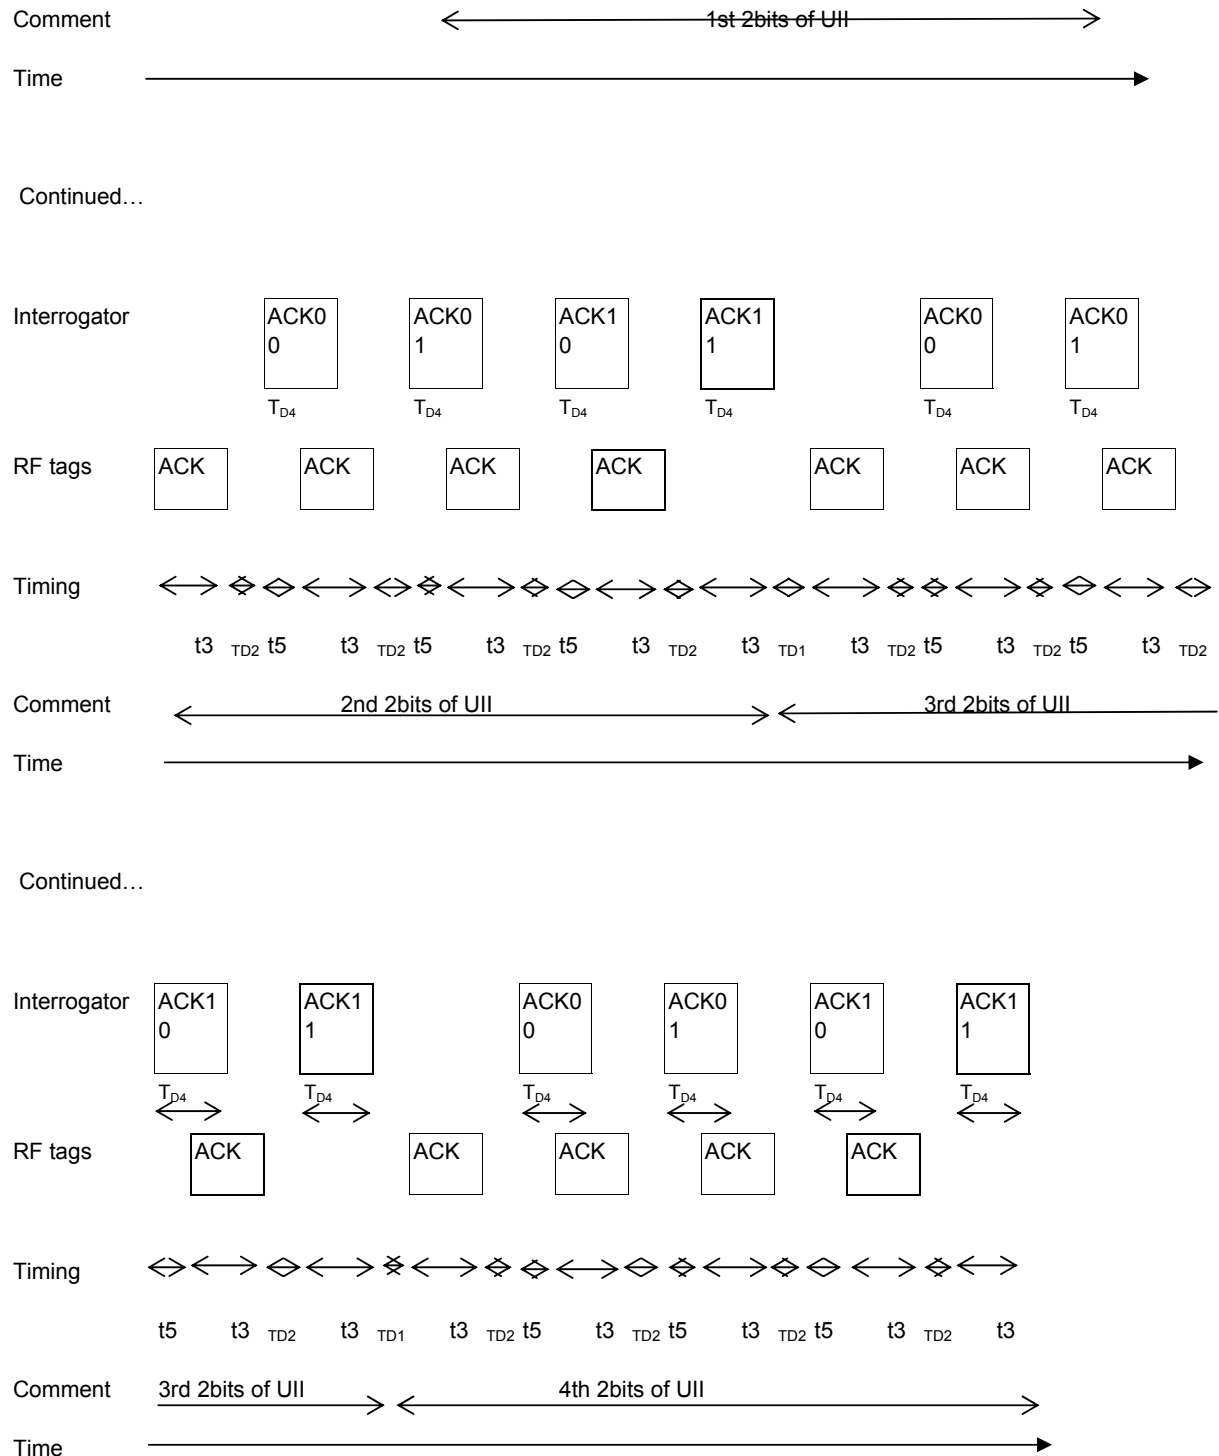 Comment 1st 2bits of UII
Time
Continued…
Interrogator ACK0 ACK0 ACK1 ACK1 ACK0 ACK0
0 1 0 1 0 1
TD4 TD4 TD4 TD4 TD4 TD4
RF tags ACK ACK ACK ACK ACK ACK ACK
Timing
t3 TD2 t5 t3 TD2 t5 t3 TD2 t5 t3 TD2 t3 TD1 t3 TD2 t5 t3 TD2 t5 t3 TD2
Comment 2nd 2bits of UII 3rd 2bits of UII
Time
Continued…
Interrogator ACK1 ACK1 ACK0 ACK0 ACK1 ACK1
0 1 0 1 0 1
TD4 TD4 TD4 TD4 TD4 TD4
RF tags ACK ACK ACK ACK ACK
Timing
t5 t3 TD2 t3 TD1 t3 TD2 t5 t3 TD2 t5 t3 TD2 t5 t3 TD2 t3
Comment 3rd 2bits of UII 4th 2bits of UII
Time